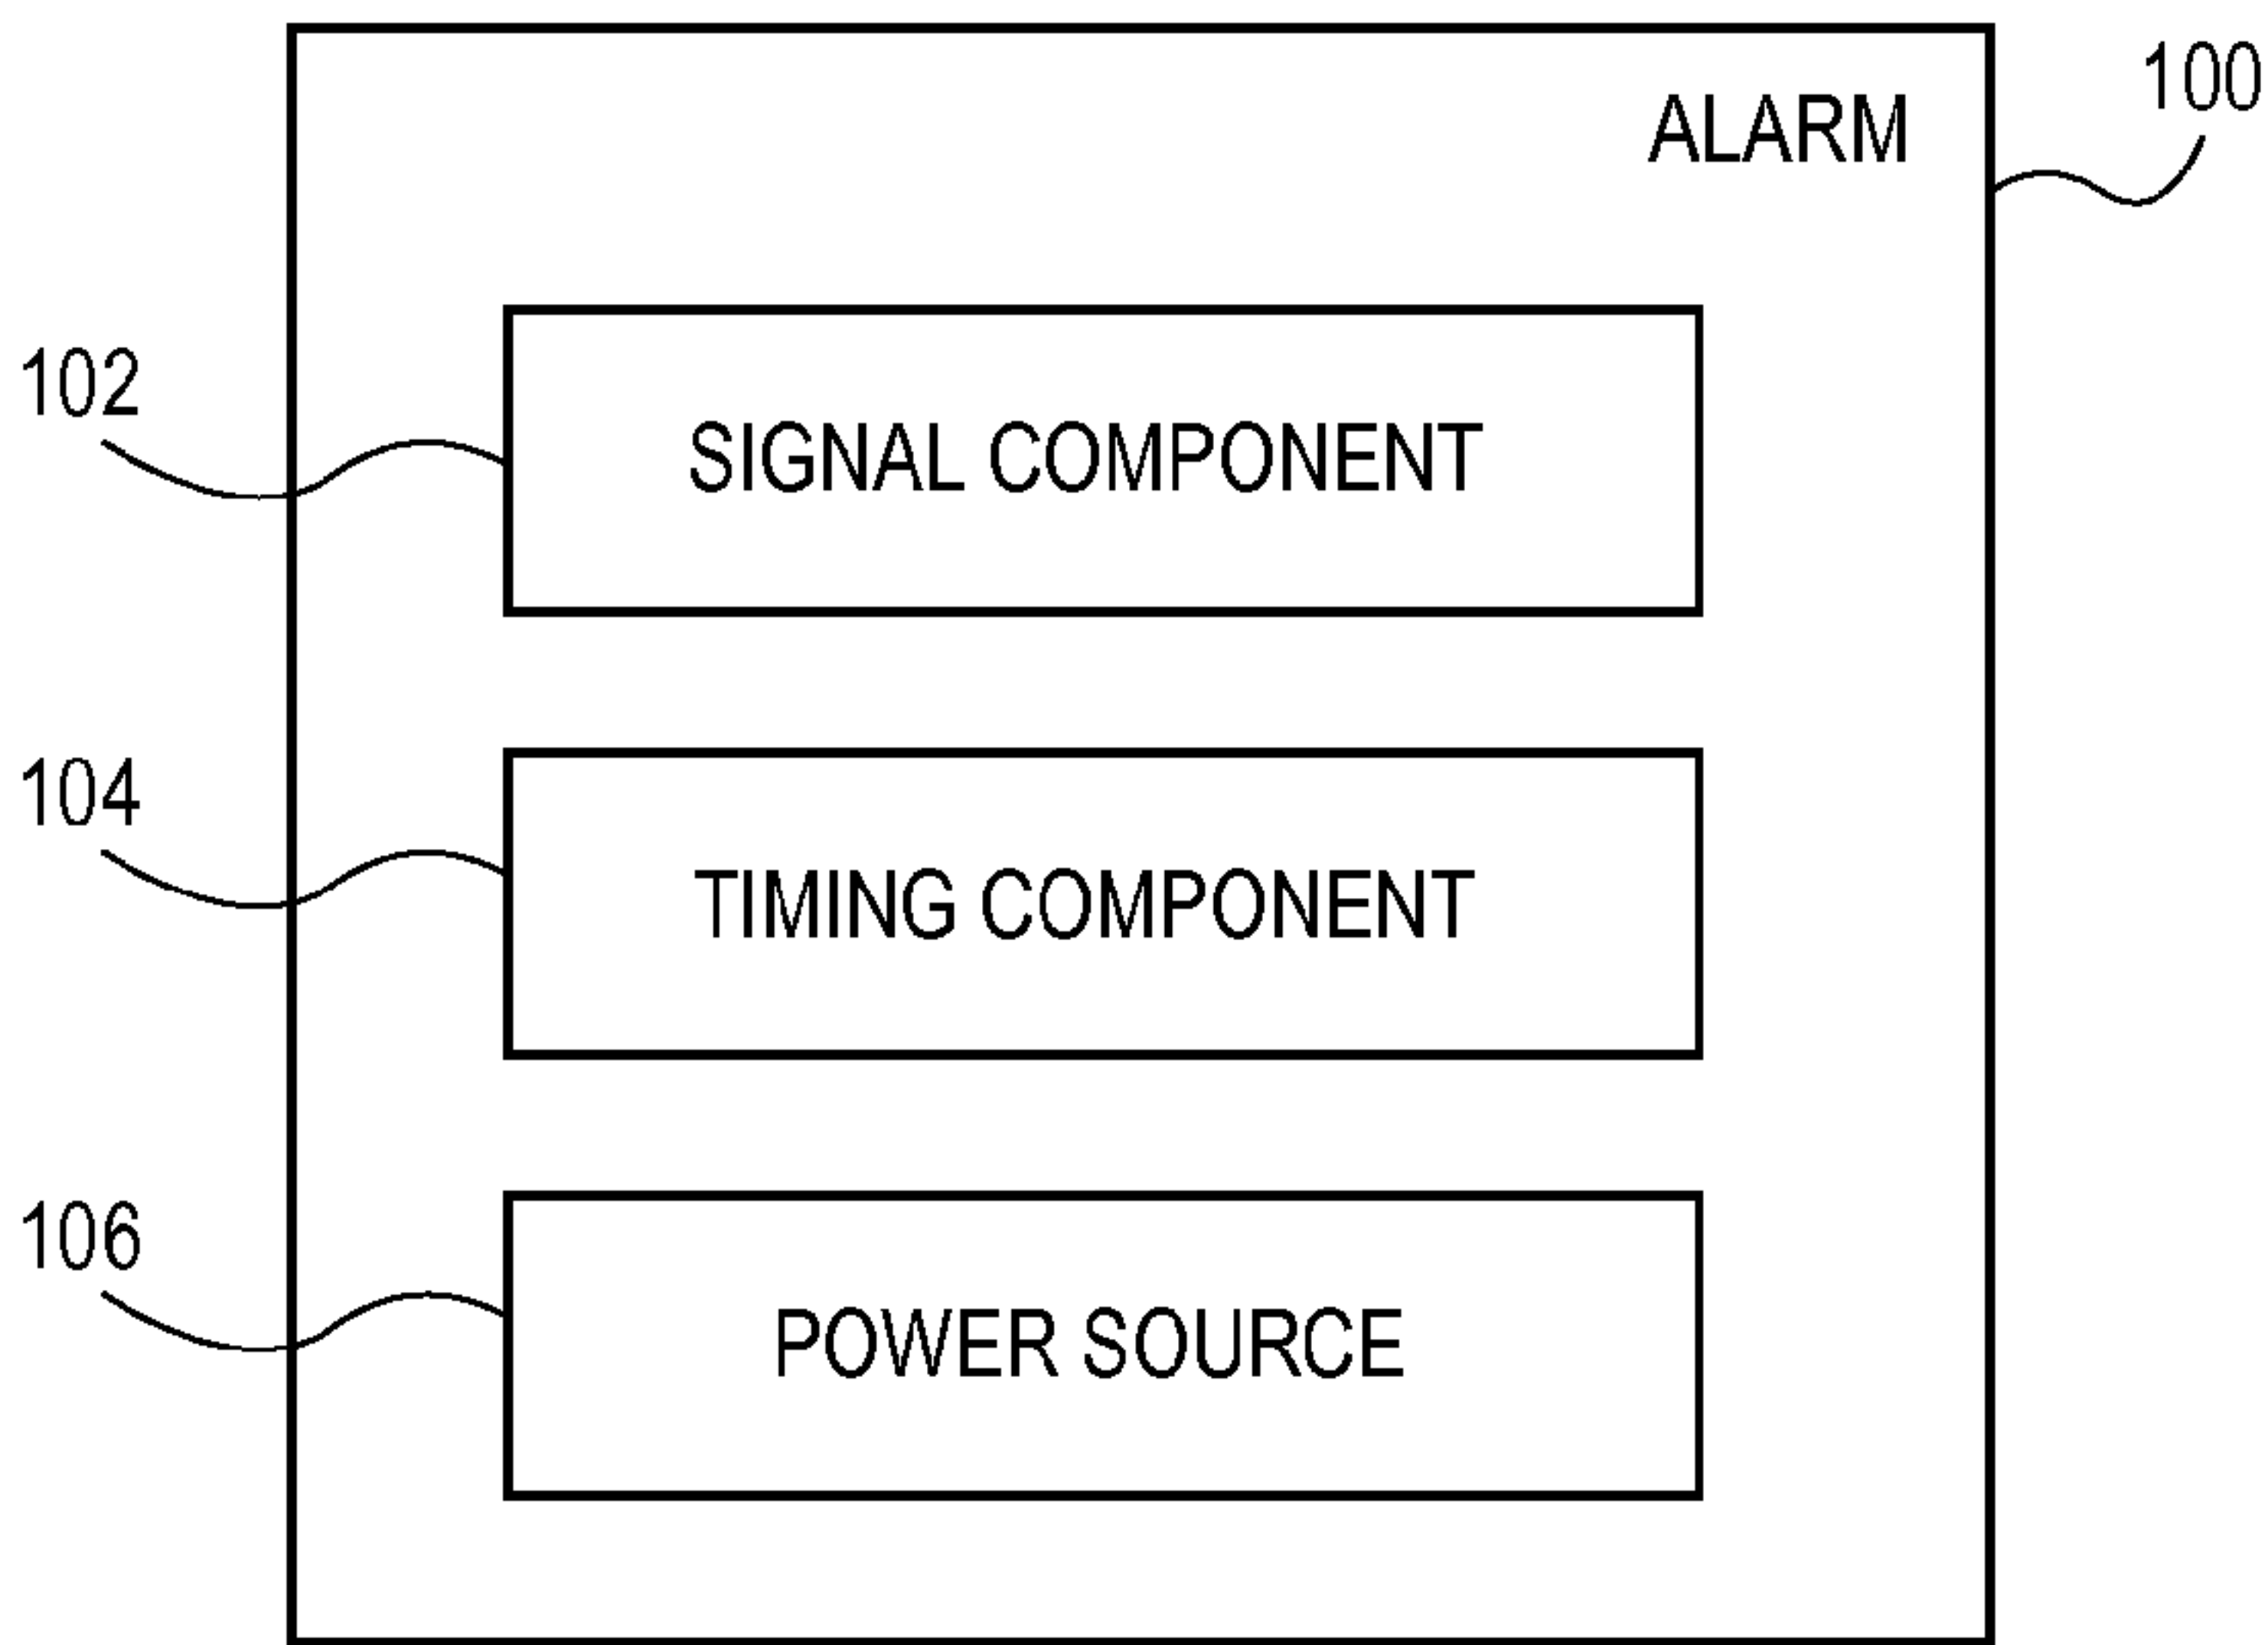 100
ALARM
102
SIGNAL COMPONENT
104
TIMING COMPONENT
106
POWER SOURCE